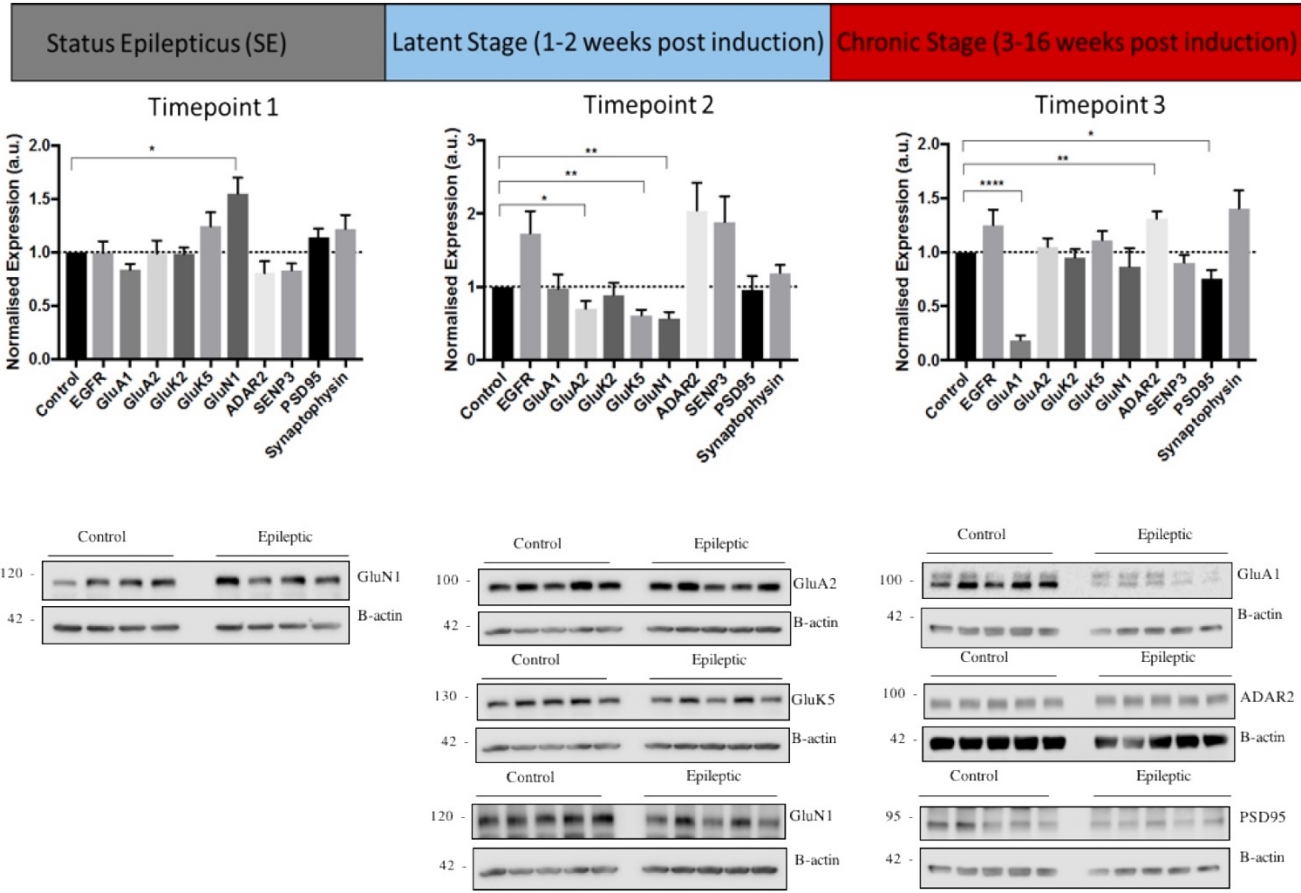 Status Epilepticus (SE)
Latent Stage (1-2 weeks post induction)
Chronic Stage (3-16 weeks post induction)
Timepoint 1
Normalised Expression (a.u.)
2.0
1.5
1.0
0.5
0.0
*
Control
EGFR
GluA1
GluA2
GluK2
GluK5
GluN1
ADAR2
SENP3
PSD95
Synaptophysin
Timepoint 2
Normalised Expression (a.u.)
3
2
1
0
**
**
*
Control
EGFR
GluA1
GluA2
GluK2
GluK5
GluN1
ADAR2
SENP3
PSD95
Synaptophysin
Timepoint 3
Normalised Expression (a.u.)
2.0
1.5
1.0
0.5
0.0
*
**
****
Control
EGFR
GluA1
GluA2
GluK2
GluK5
GluN1
ADAR2
SENP3
PSD95
Synaptophysin
Control Epileptic
120 - GluN1
42 - B-actin
Control Epileptic
100 - GluA2
42 - B-actin
Control Epileptic
130 - GluK5
42 - B-actin
Control Epileptic
120 - GluN1
42 - B-actin
Control Epileptic
100 - GluA1
42 - B-actin
Control Epileptic
100 - ADAR2
42 - B-actin
Control Epileptic
95 - PSD95
42 - B-actin